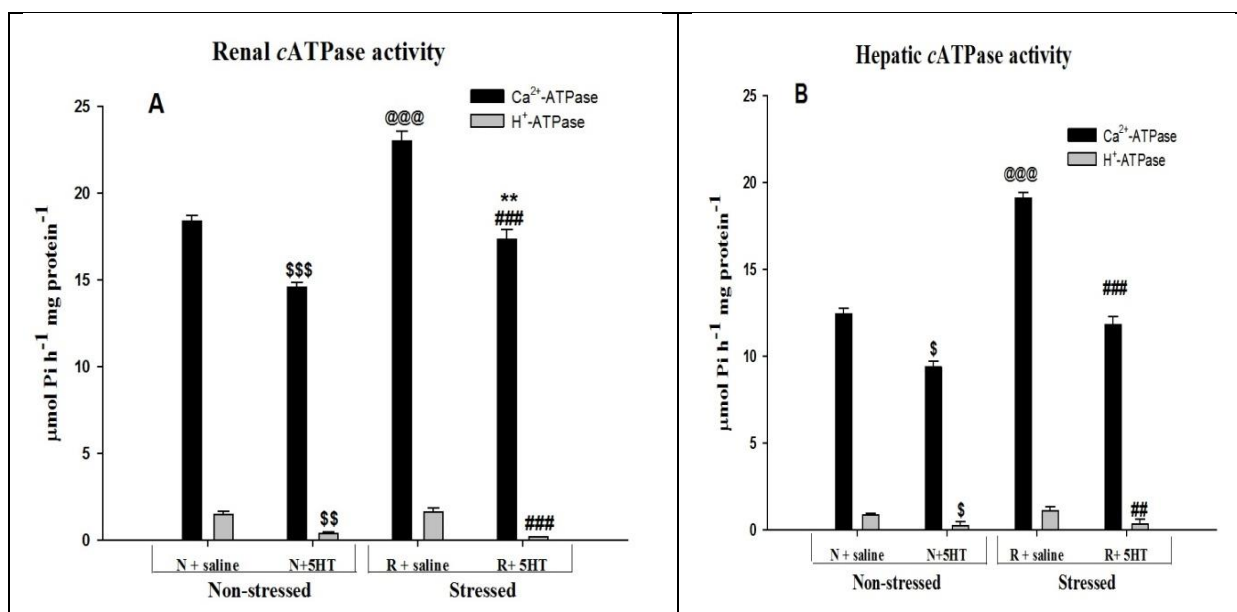 Renal cATPase activity
A
Ca²⁺-ATPase
H⁺-ATPase
25
20
15
10
5
0
μmol Pi h⁻¹ mg protein⁻¹
$$$
$$
@@@
**
###
###
N + saline
N+5HT
R + saline
R+ 5HT
Non-stressed
Stressed
Hepatic cATPase activity
B
Ca²⁺-ATPase
H⁺-ATPase
25
20
15
10
5
0
μmol Pi h⁻¹ mg protein⁻¹
$
$
@@@
###
##
N + saline
N+5HT
R + saline
R+ 5HT
Non-stressed
Stressed